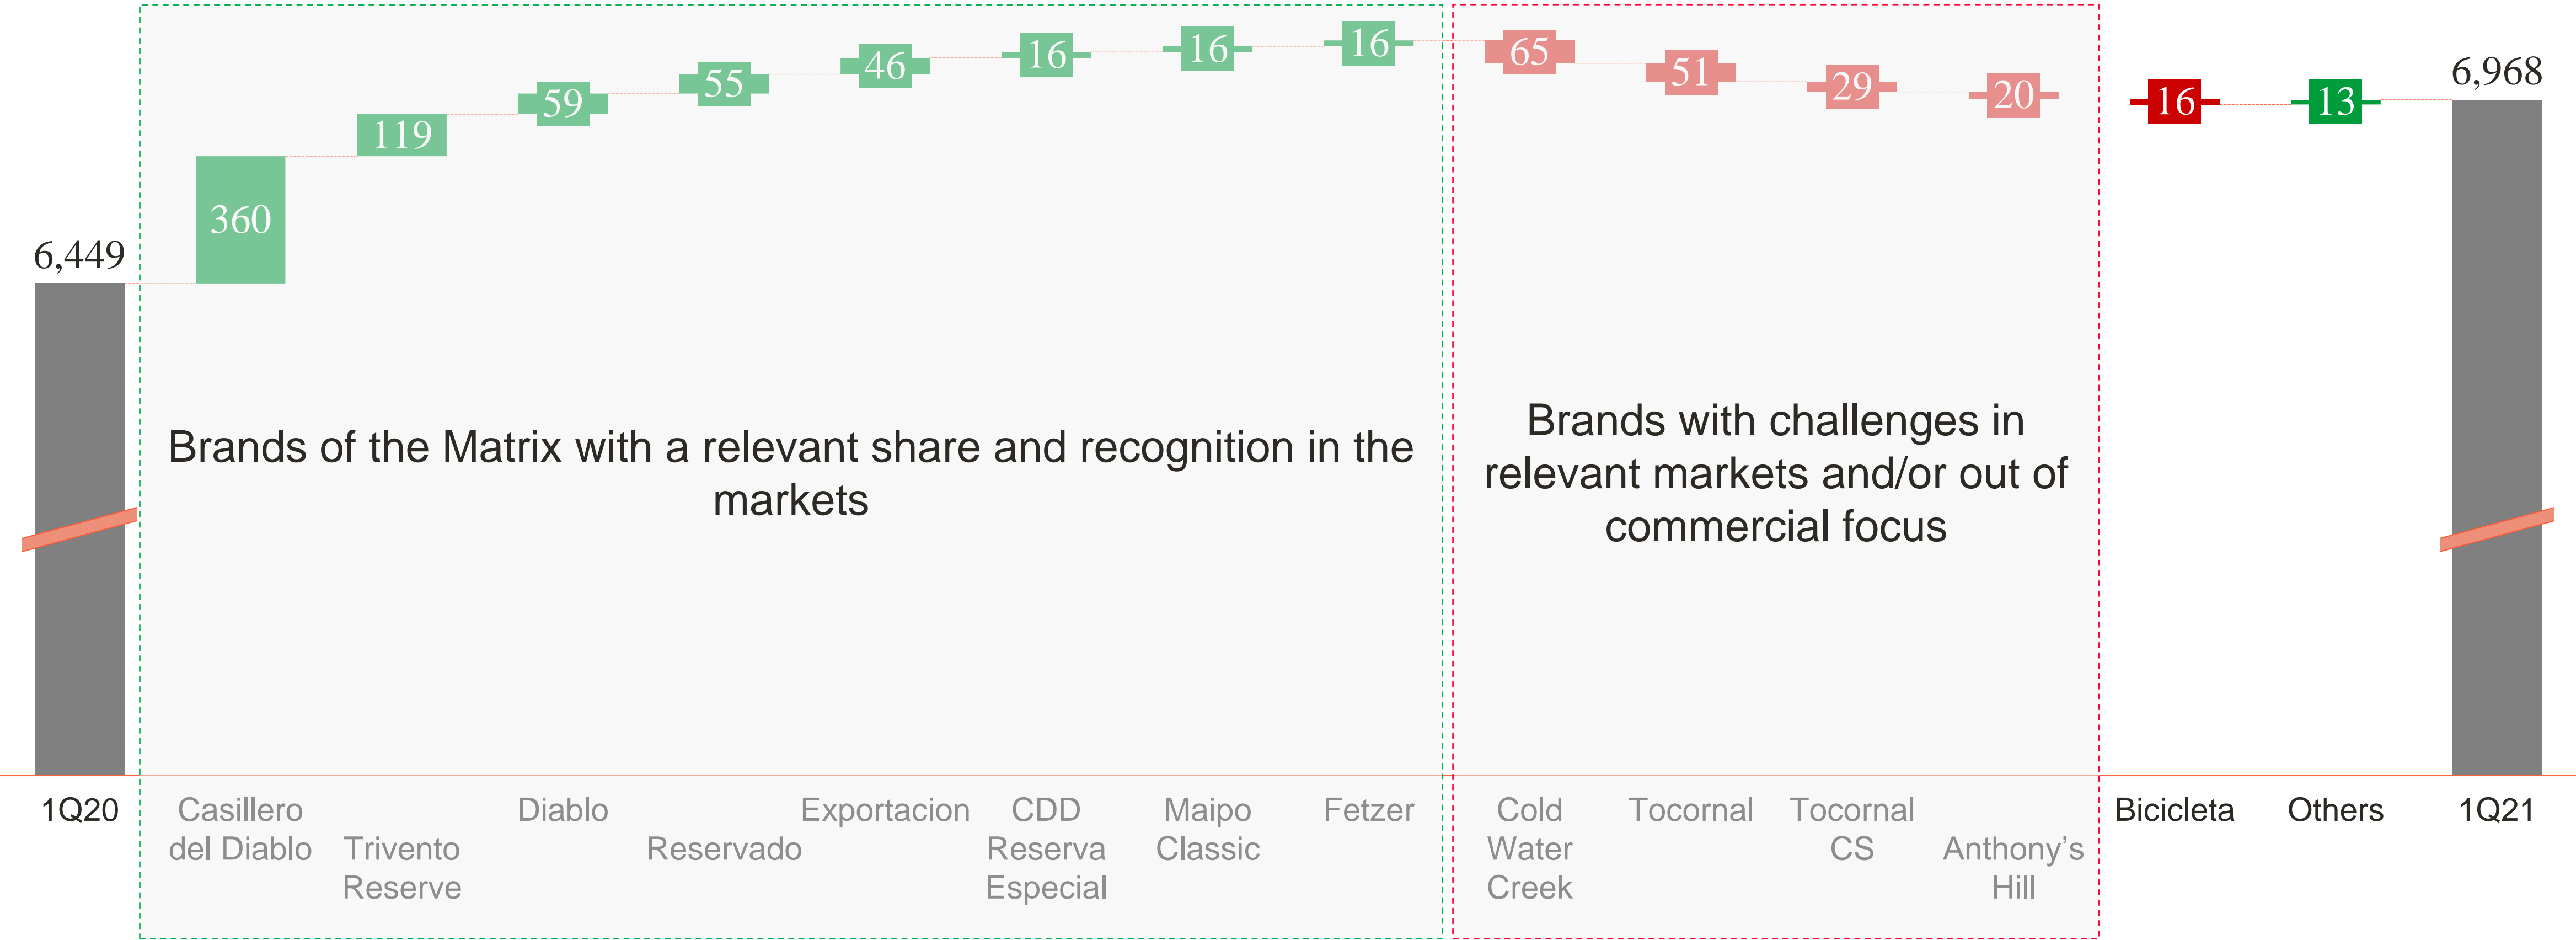 6,449
360
119
59
55
46
16
16
16
65
51
29
20
16
13
6,968
Brands of the Matrix with a relevant share and recognition in the
markets
Brands with challenges in
relevant markets and/or out of
commercial focus
1Q20
Casillero
del Diablo
Trivento
Reserve
Diablo
Reservado
Exportacion
CDD
Reserva
Especial
Maipo
Classic
Fetzer
Cold
Water
Creek
Tocornal
Tocornal
CS
Anthony’s
Hill
Bicicleta
Others
1Q21